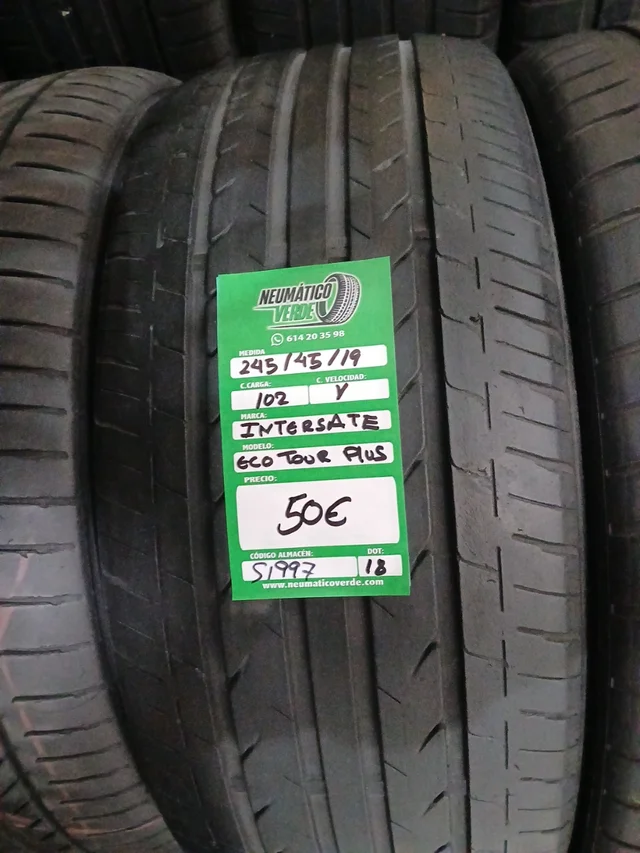 NEUMÁTICO
VERDE
614 20 35 98
MEDIDA
245/45/19
C.CARGA: C. VELOCIDAD:
102 Y
MARCA:
INTERSATE
MODELO:
ECO TOUR PLUS
PRECIO:
50€
CÓDIGO ALMACÉN: DOT:
S1997 18
www.neumaticoverde.com